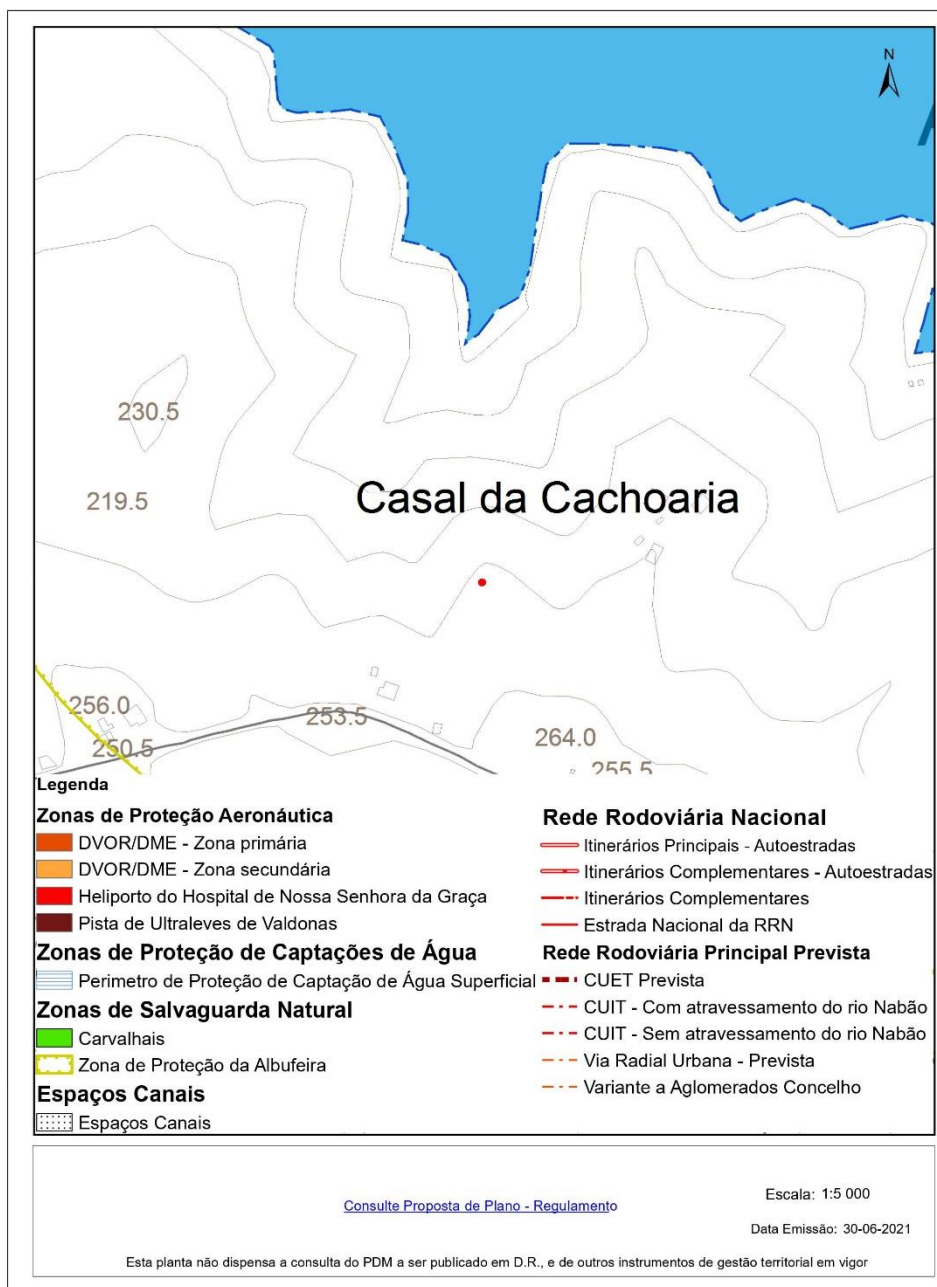 N
A
230.5
219.5
Casal da Cachoaria
256.0
253.5
250.5
264.0
255.5
Legenda
Zonas de Proteção Aeronáutica
DVOR/DME - Zona primária
DVOR/DME - Zona secundária
Heliporto do Hospital de Nossa Senhora da Graça
Pista de Ultraleves de Valdonas
Zonas de Proteção de Captações de Água
Perimetro de Proteção de Captação de Água Superficial
Zonas de Salvaguarda Natural
Carvalhais
Zona de Proteção da Albufeira
Espaços Canais
Espaços Canais
Rede Rodoviária Nacional
Itinerários Principais - Autoestradas
Itinerários Complementares - Autoestradas
Itinerários Complementares
Estrada Nacional da RRN
Rede Rodoviária Principal Prevista
CUET Prevista
CUIT - Com atravessamento do rio Nabão
CUIT - Sem atravessamento do rio Nabão
Via Radial Urbana - Prevista
Variante a Aglomerados Concelho
Consulte Proposta de Plano - Regulamento
Escala: 1:5 000
Data Emissão: 30-06-2021
Esta planta não dispensa a consulta do PDM a ser publicado em D.R., e de outros instrumentos de gestão territorial em vigor